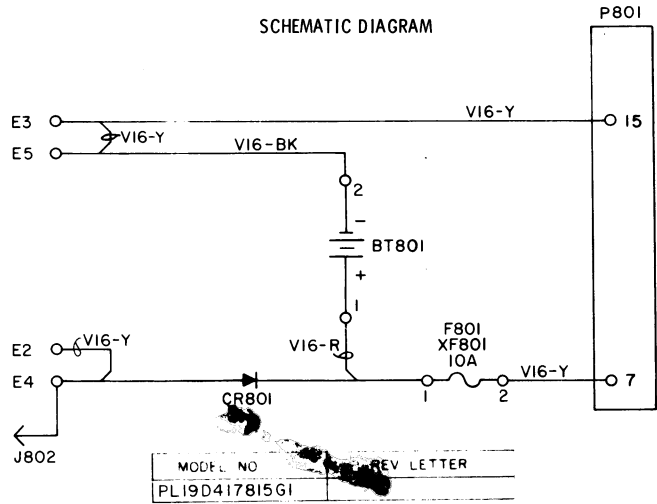 SCHEMATIC DIAGRAM
P801
E3
V16-Y
15
V16-Y
E5
V16-BK
2
-
BT801
+
1
E2
V16-Y
V16-R
F801
XF801
10A
E4
V16-Y
7
CR801
1
2
J802
MODEL NO
REV LETTER
PL19D417815G1